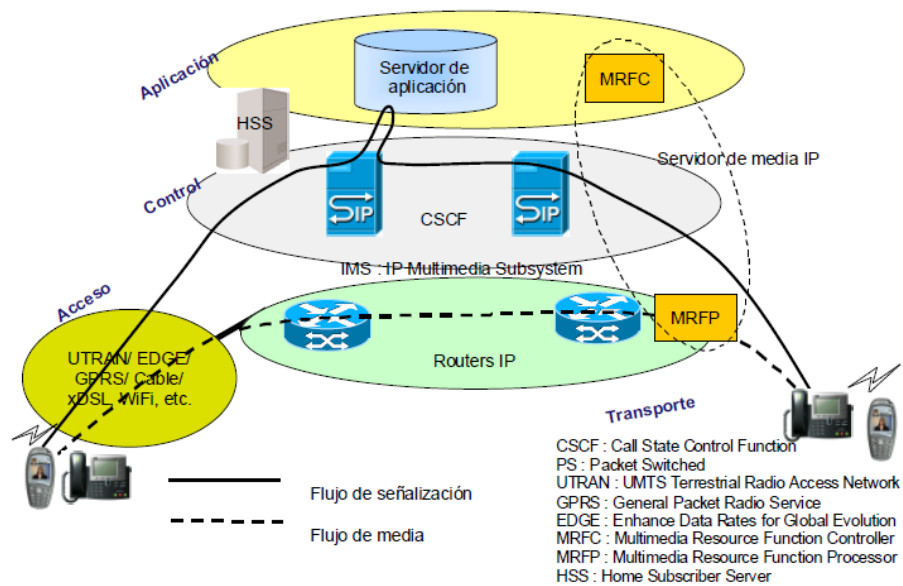 Aplicación
Servidor de
aplicación
MRFC
HSS
Servidor de media IP
Control
SIP
SIP
CSCF
IMS : IP Multimedia Subsystem
Acceso
MRFP
UTRAN/ EDGE/
GPRS/ Cable/
xDSL, WiFi, etc.
Routers IP
Transporte
Flujo de señalización
Flujo de media
CSCF : Call State Control Function
PS : Packet Switched
UTRAN : UMTS Terrestrial Radio Access Network
GPRS : General Packet Radio Service
EDGE : Enhance Data Rates for Global Evolution
MRFC : Multimedia Resource Function Controller
MRFP : Multimedia Resource Function Processor
HSS : Home Subscriber Server